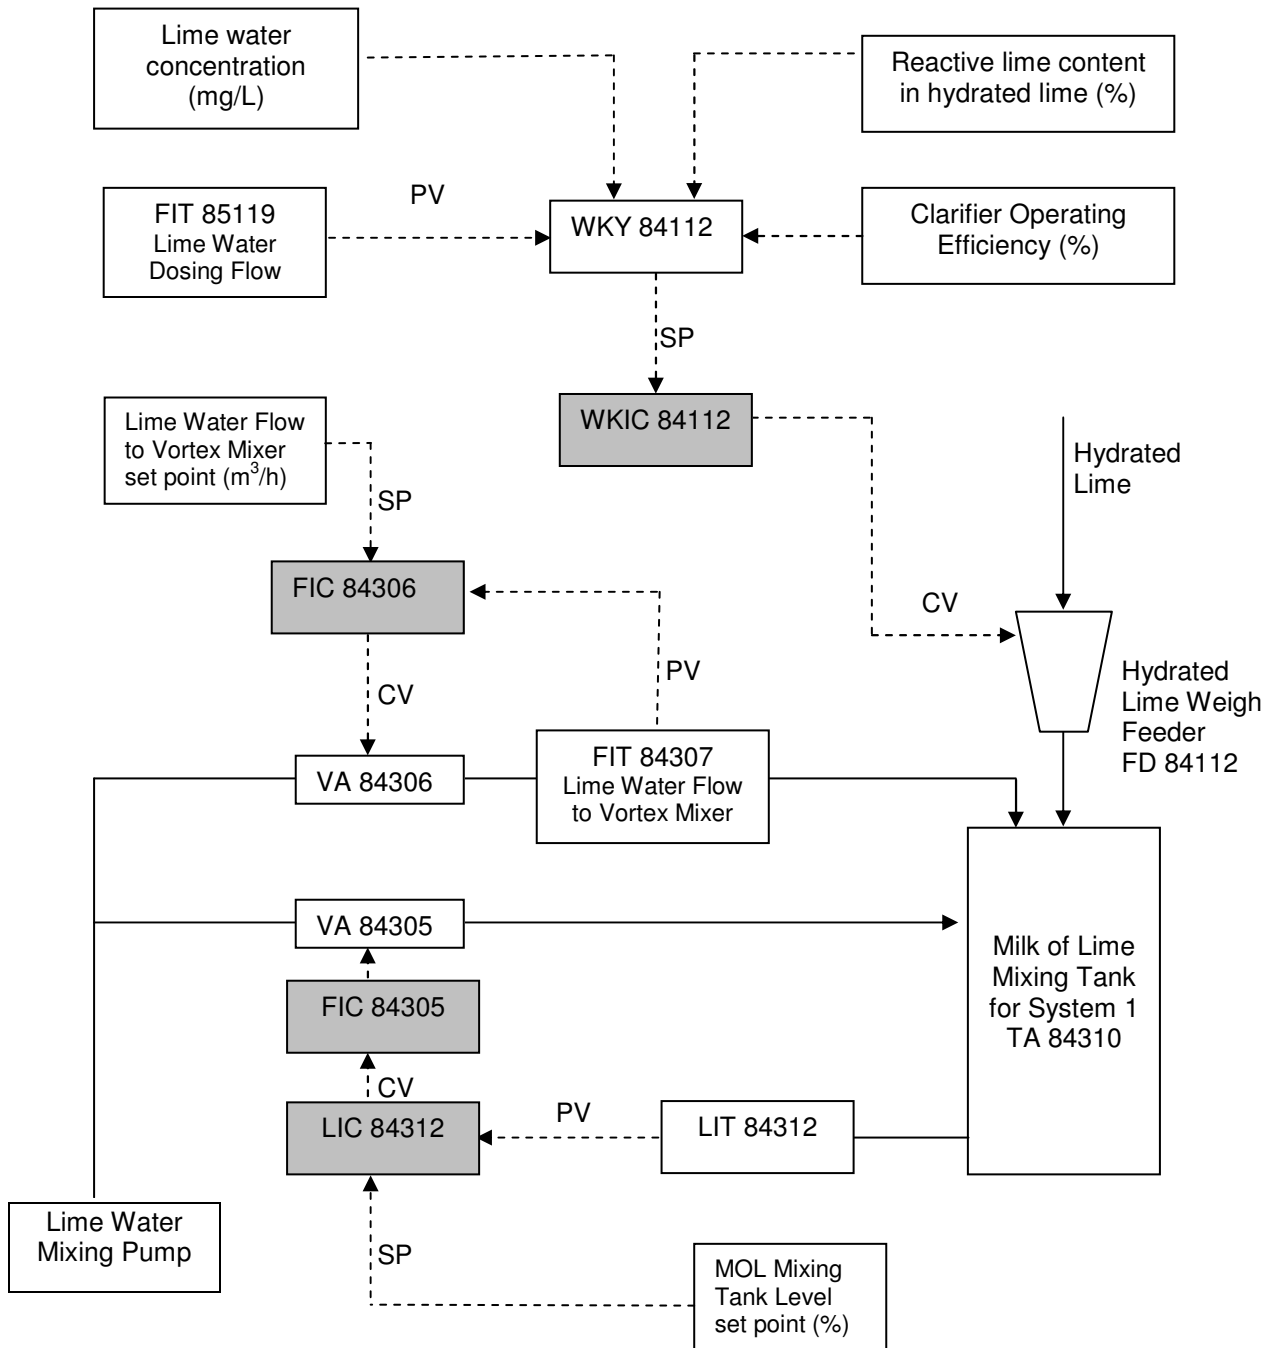 Lime water
concentration
(mg/L)
Reactive lime content
in hydrated lime (%)
FIT 85119
Lime Water
Dosing Flow
PV
WKY 84112
Clarifier Operating
Efficiency (%)
SP
WKIC 84112
Lime Water Flow
to Vortex Mixer
set point (m³/h)
SP
Hydrated
Lime
FIC 84306
CV
PV
CV
Hydrated
Lime Weigh
Feeder
FD 84112
VA 84306
FIT 84307
Lime Water Flow
to Vortex Mixer
VA 84305
FIC 84305
CV
LIC 84312
PV
LIT 84312
Milk of Lime
Mixing Tank
for System 1
TA 84310
Lime Water
Mixing Pump
SP
MOL Mixing
Tank Level
set point (%)